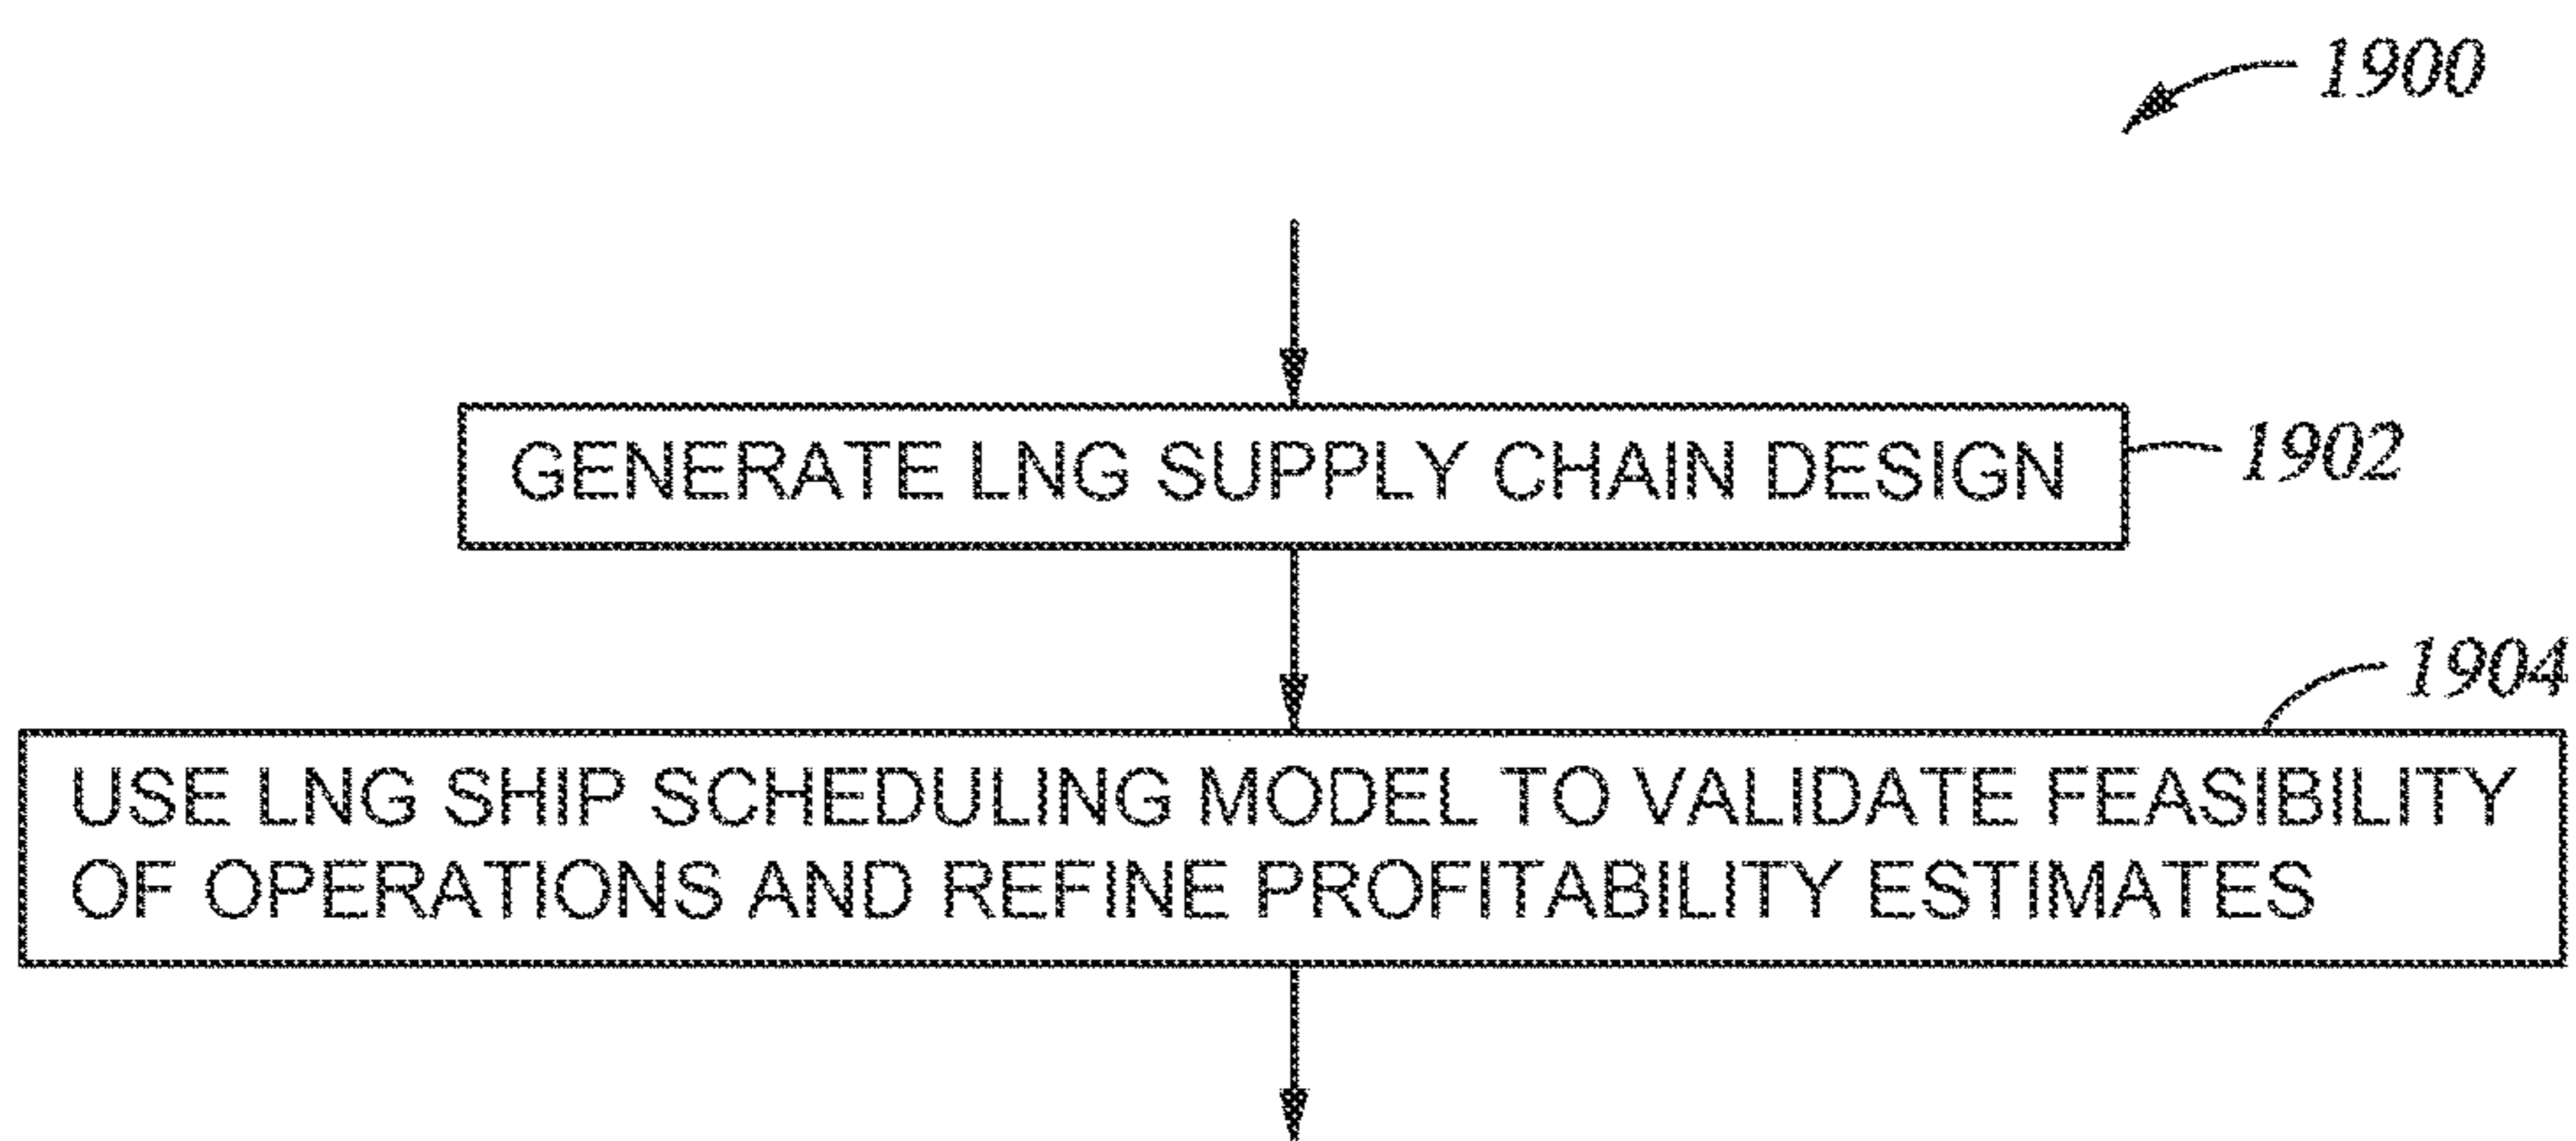 1900
GENERATE LNG SUPPLY CHAIN DESIGN
1902
1904
USE LNG SHIP SCHEDULING MODEL TO VALIDATE FEASIBILITY
OF OPERATIONS AND REFINE PROFITABILITY ESTIMATES